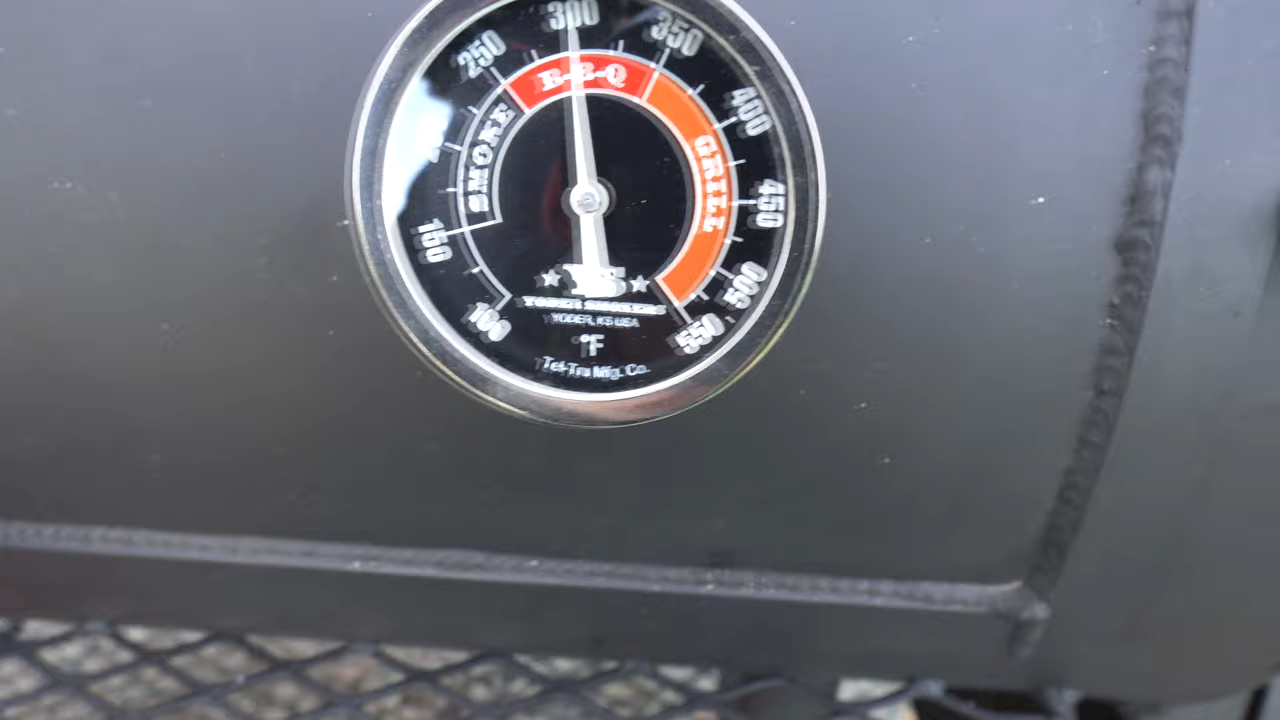 300
250
350
B-B-Q
400
SMOKE
GRILL
450
150
500
100
550
YS
YODER SMOKERS
YODER, KS USA
°F
Tel-Tru Mfg. Co.